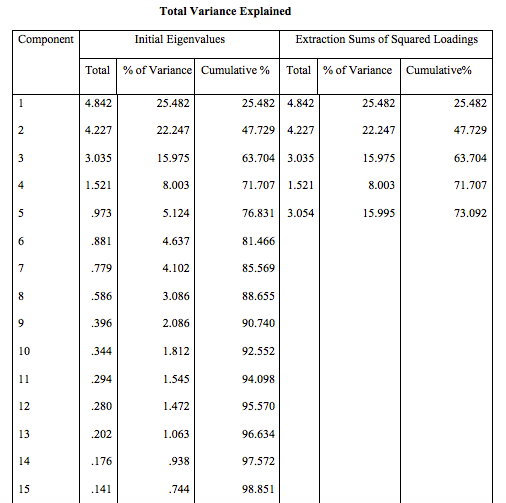 Total Variance Explained
Component Initial Eigenvalues Extraction Sums of Squared Loadings
Total % of Variance Cumulative % Total % of Variance Cumulative%
1 4.842 25.482 25.482 4.842 25.482 25.482
2 4.227 22.247 47.729 4.227 22.247 47.729
3 3.035 15.975 63.704 3.035 15.975 63.704
4 1.521 8.003 71.707 1.521 8.003 71.707
5 .973 5.124 76.831 3.054 15.995 73.092
6 .881 4.637 81.466
7 .779 4.102 85.569
8 .586 3.086 88.655
9 .396 2.086 90.740
10 .344 1.812 92.552
11 .294 1.545 94.098
12 .280 1.472 95.570
13 .202 1.063 96.634
14 .176 .938 97.572
15 .141 .744 98.851